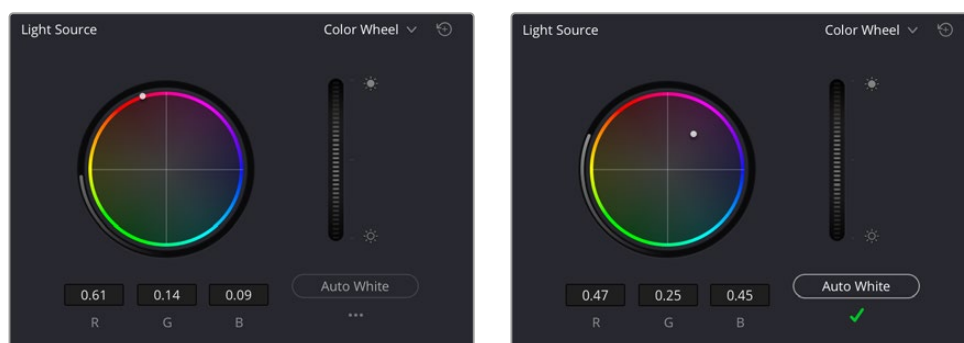 Light Source Color Wheel
0.61 0.14 0.09
R G B
Auto White
Light Source Color Wheel
0.47 0.25 0.45
R G B
Auto White